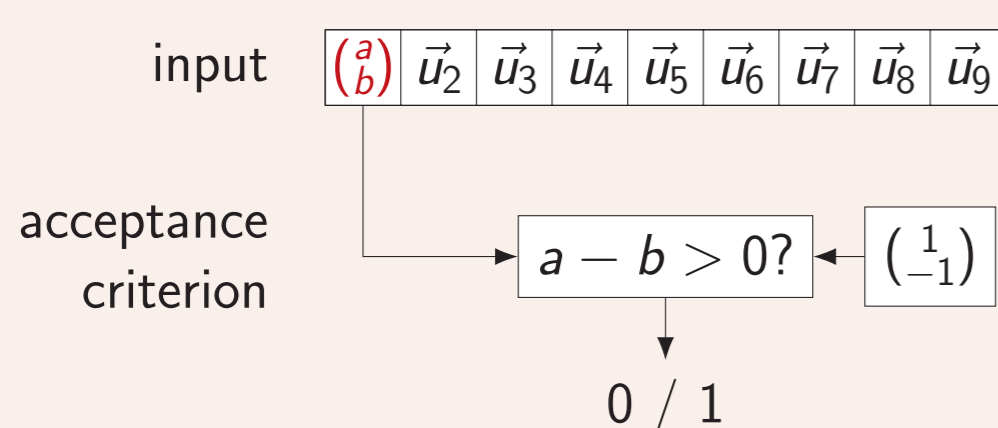 input (a b) u⃗2 u⃗3 u⃗4 u⃗5 u⃗6 u⃗7 u⃗8 u⃗9
acceptance
criterion
a − b > 0? (1 −1)
0 / 1